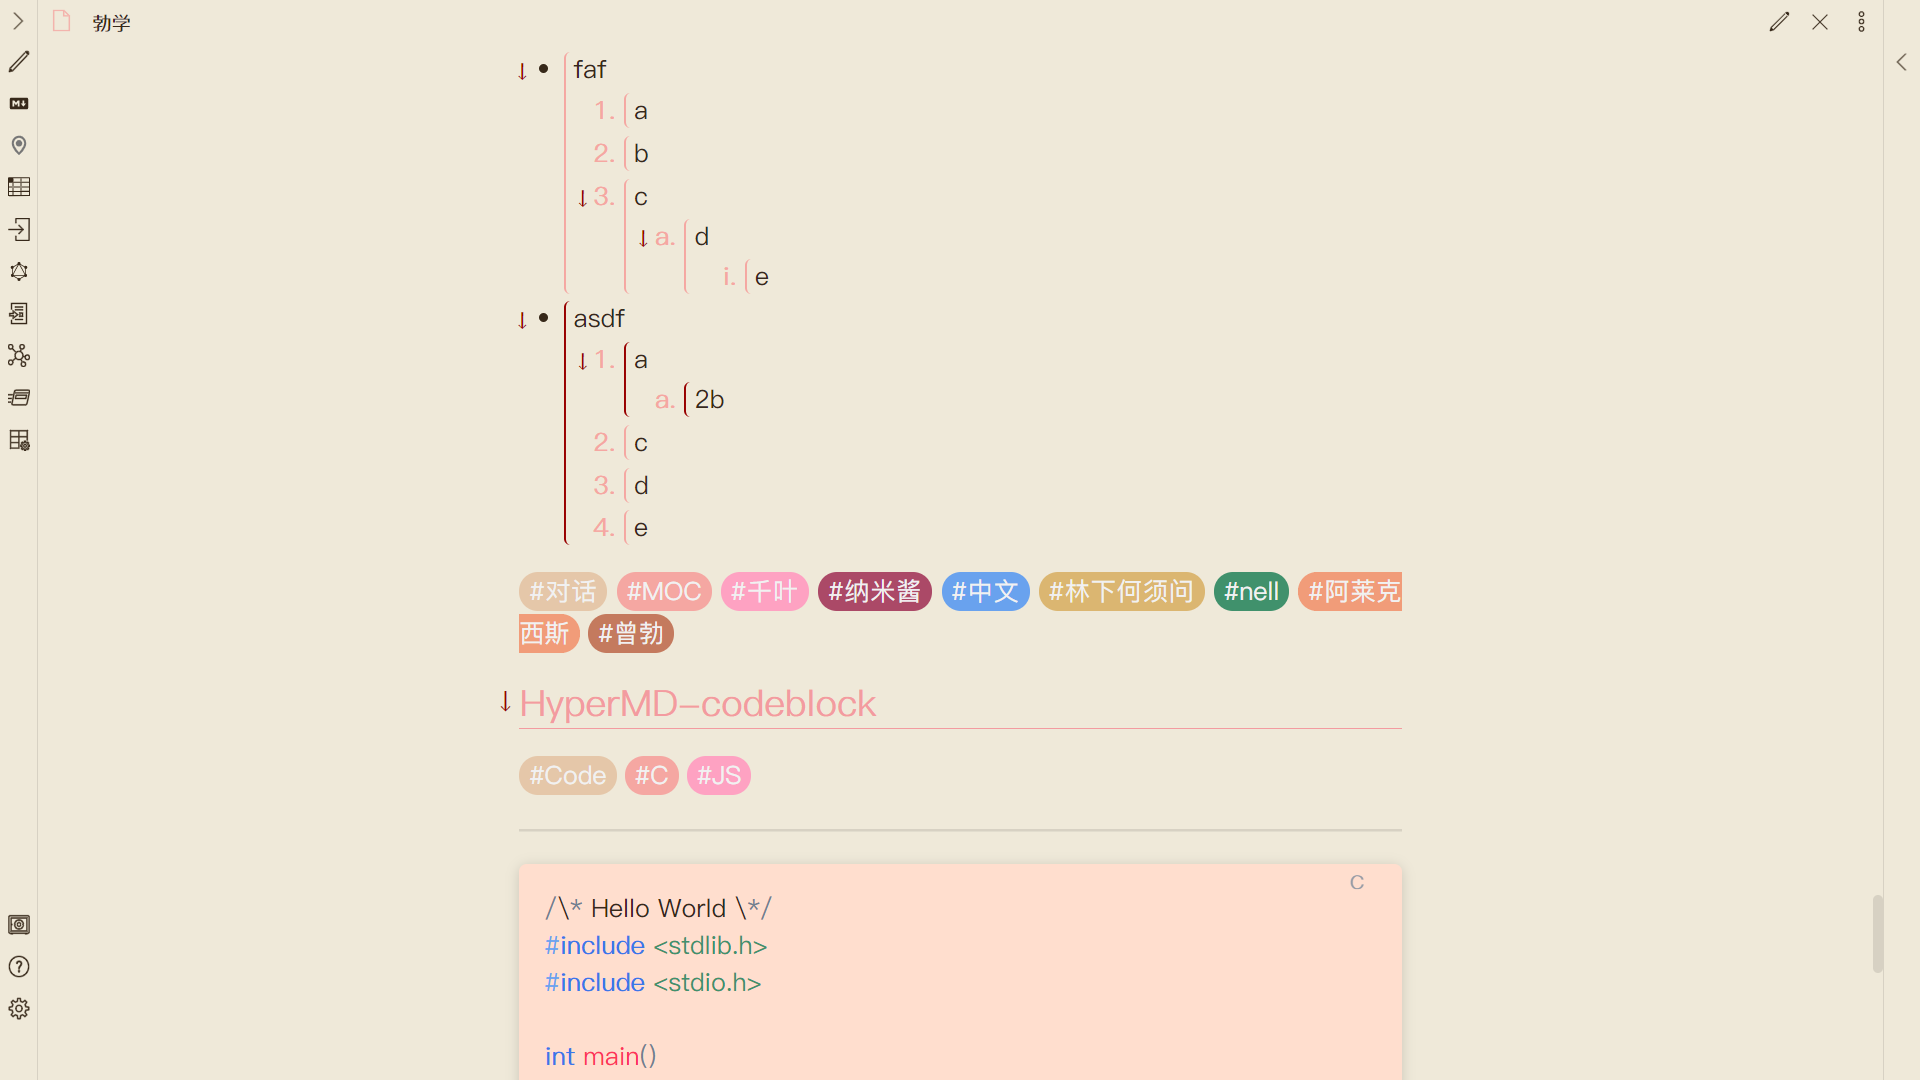 勃学
faf
1. a
2. b
3. c
a. d
i. e
asdf
1. a
a. 2b
2. c
3. d
4. e
#对话 #MOC #千叶 #纳米酱 #中文 #林下何须问 #nell #阿莱克
西斯 #曾勃
HyperMD-codeblock
#Code #C #JS
C
/\* Hello World \*/
#include <stdlib.h>
#include <stdio.h>
int main()